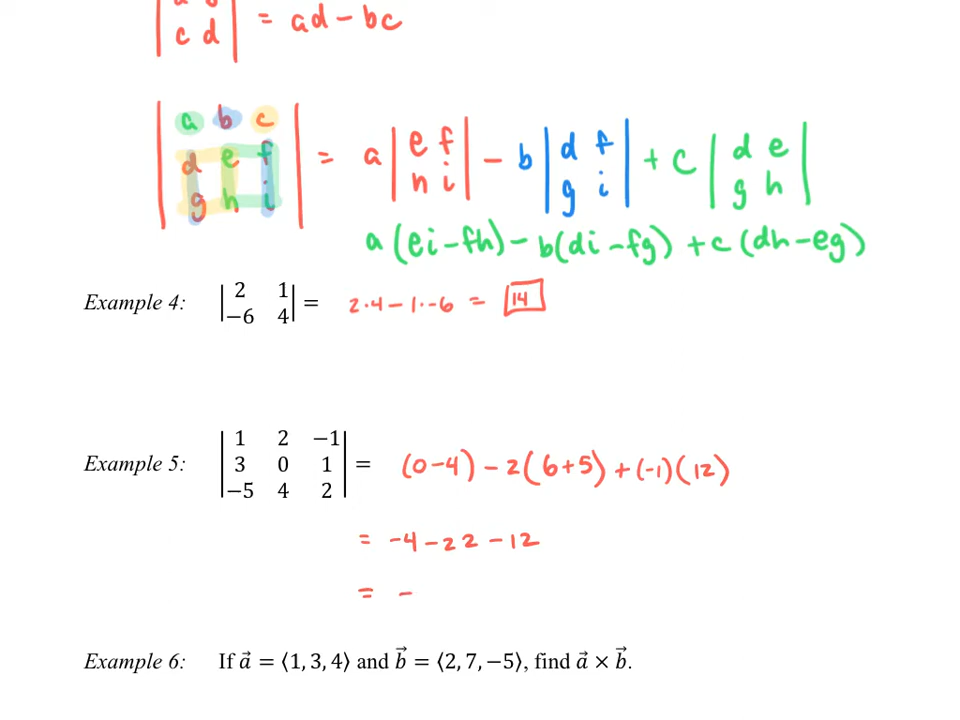 | c d | = ad - bc
| a b c | = a | e f | - b | d f | + c | d e |
| d e f | | h i | | g i | | g h |
| g h i |
a (ei - fh) - b(di - fg) + c (dh - eg)
Example 4: | 2 1 | = 2·4 - 1·-6 = 14
| −6 4 |
Example 5: | 1 2 −1 | = (0-4) - 2(6+5) + (-1)(12)
| 3 0 1 |
| −5 4 2 |
= -4 - 22 - 12
= -
Example 6: If a⃗ = ⟨1, 3, 4⟩ and b⃗ = ⟨2, 7, −5⟩, find a⃗ × b⃗.